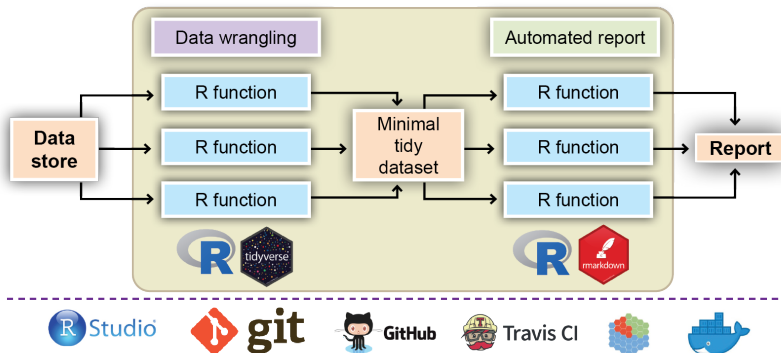 Data wrangling
Automated report
R function
R function
Data
store
R function
R function
Minimal
tidy
dataset
R function
R function
Report
R
tidyverse
R
rmarkdown
R Studio®
git
GitHub
Travis CI